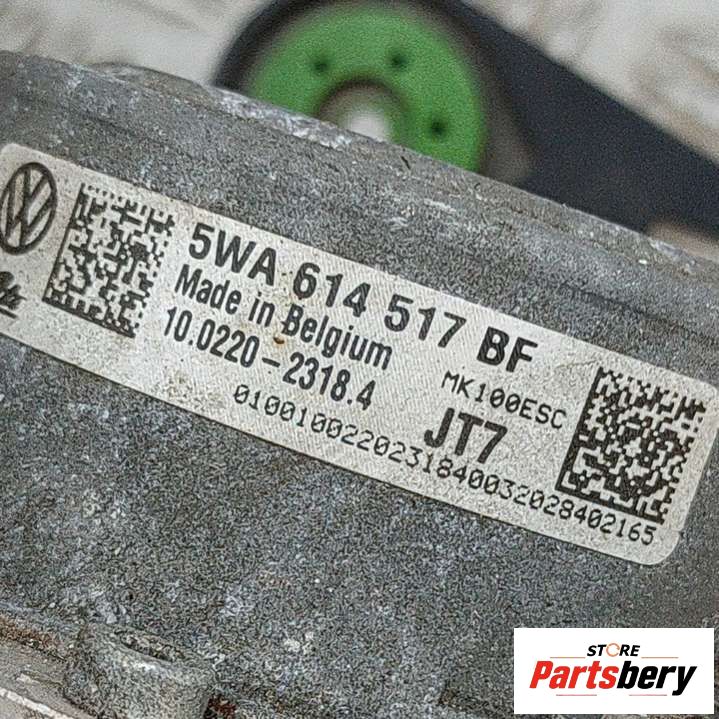 5WA 614 517 BF
Made in Belgium
10.0220-2318.4
MK100ESC
JT7
0100100220231840032028402165
STORE
Partsbery